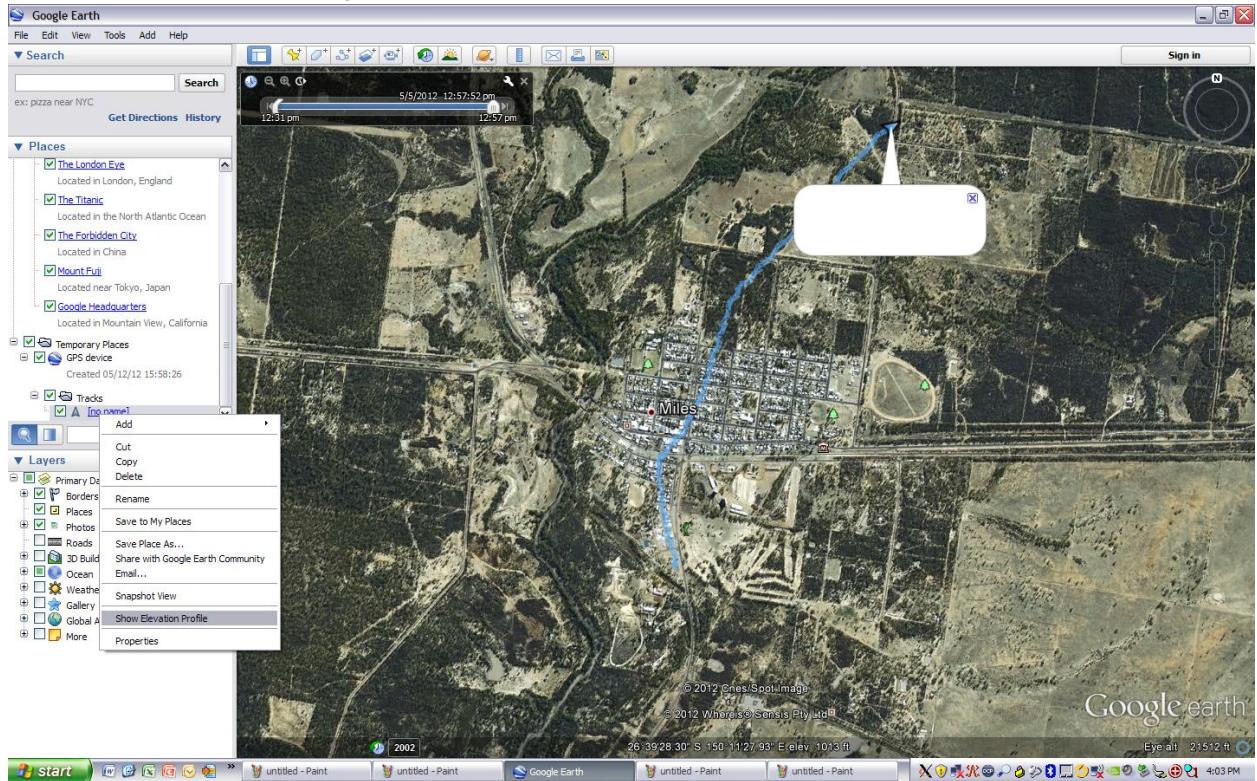 Google Earth
File Edit View Tools Add Help
Search
Sign in
Search
ex: pizza near NYC
Get Directions History
Places
The London Eye
Located in London, England
The Titanic
Located in the North Atlantic Ocean
The Forbidden City
Located in China
Mount Fuji
Located near Tokyo, Japan
Google Headquarters
Located in Mountain View, California
Temporary Places
GPS device
Created 05/12/12 15:58:26
Tracks
[no name]
Layers
Primary Da
Borders
Places
Photos
Roads
3D Build
Ocean
Weathe
Gallery
Global A
More
Add
Cut
Copy
Delete
Rename
Save to My Places
Save Place As...
Share with Google Earth Community
Email...
Snapshot View
Show Elevation Profile
Properties
5/5/2012 12:57:52 pm
12:31 pm 12:57 pm
N
Miles
© 2012 Cnes/Spot Image
© 2012 Whereis® Sensis Pty Ltd
Google earth
2002
26°39'28.30" S 150°11'27.93" E elev 1013 ft
Eye alt 21512 ft
start
untitled - Paint
untitled - Paint
Google Earth
untitled - Paint
untitled - Paint
4:03 PM